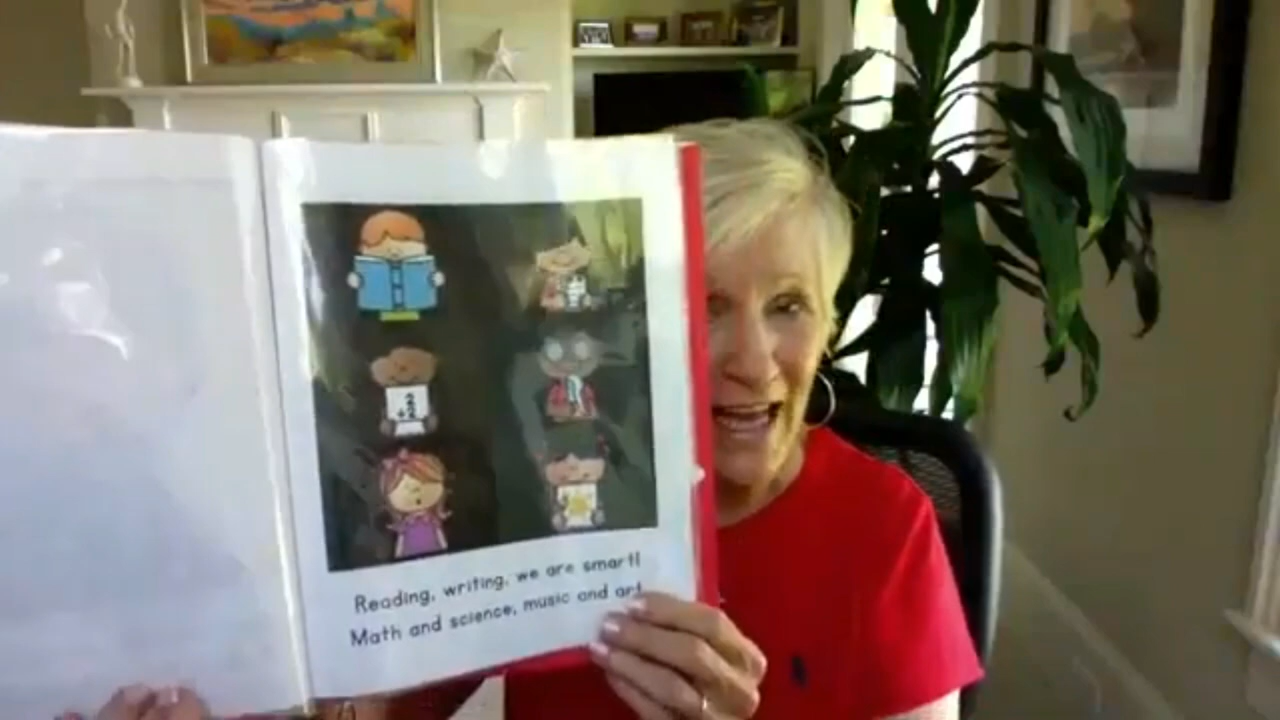 Reading, writing, we are smart!
Math and science, music and art